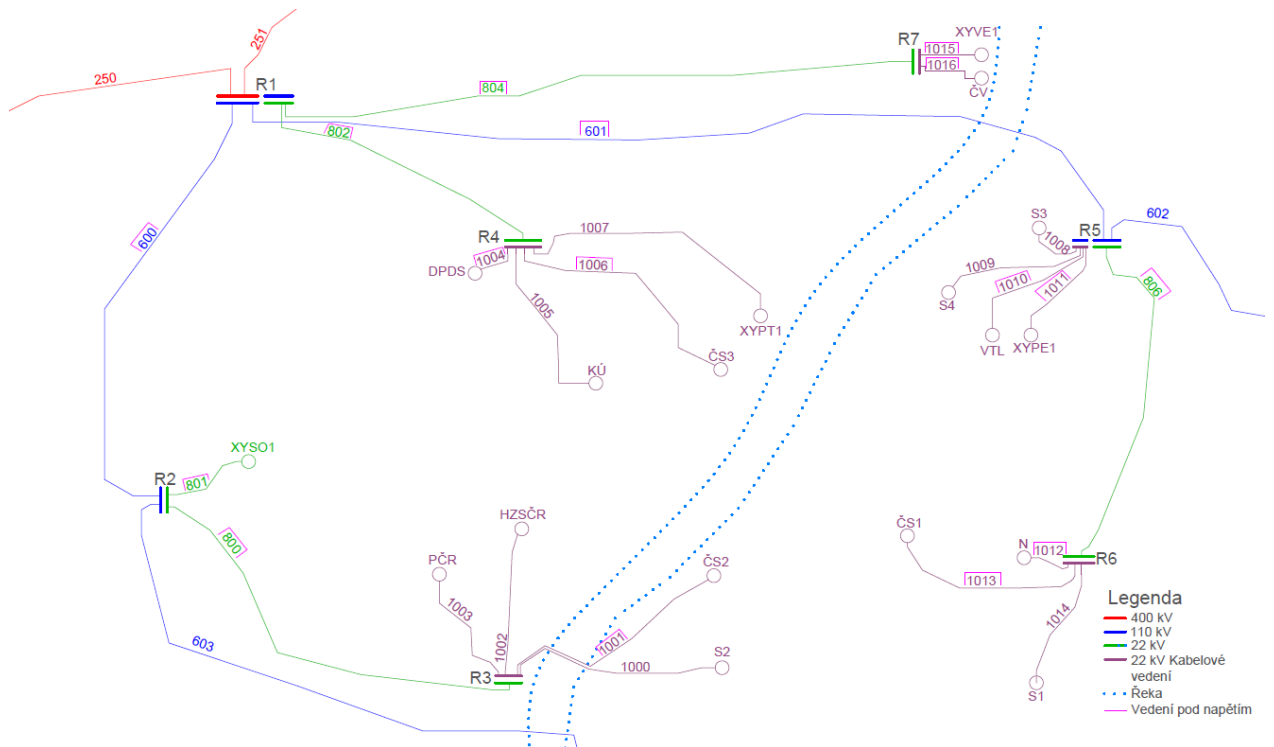 251
250
R1
804
R7
1015
XYVE1
1016
ČV
802
601
600
R4
1007
DPDS
1004
1006
1005
XYPT1
ČS3
KÚ
S3
1008
R5
602
1009
1010
1011
S4
VTL
XYPE1
806
XYSO1
R2
801
800
HZSČR
PČR
1003
1002
ČS2
1001
603
R3
1000
S2
ČS1
N
1012
R6
1013
1014
S1
Legenda
400 kV
110 kV
22 kV
22 kV Kabelové
vedení
Řeka
Vedení pod napětím